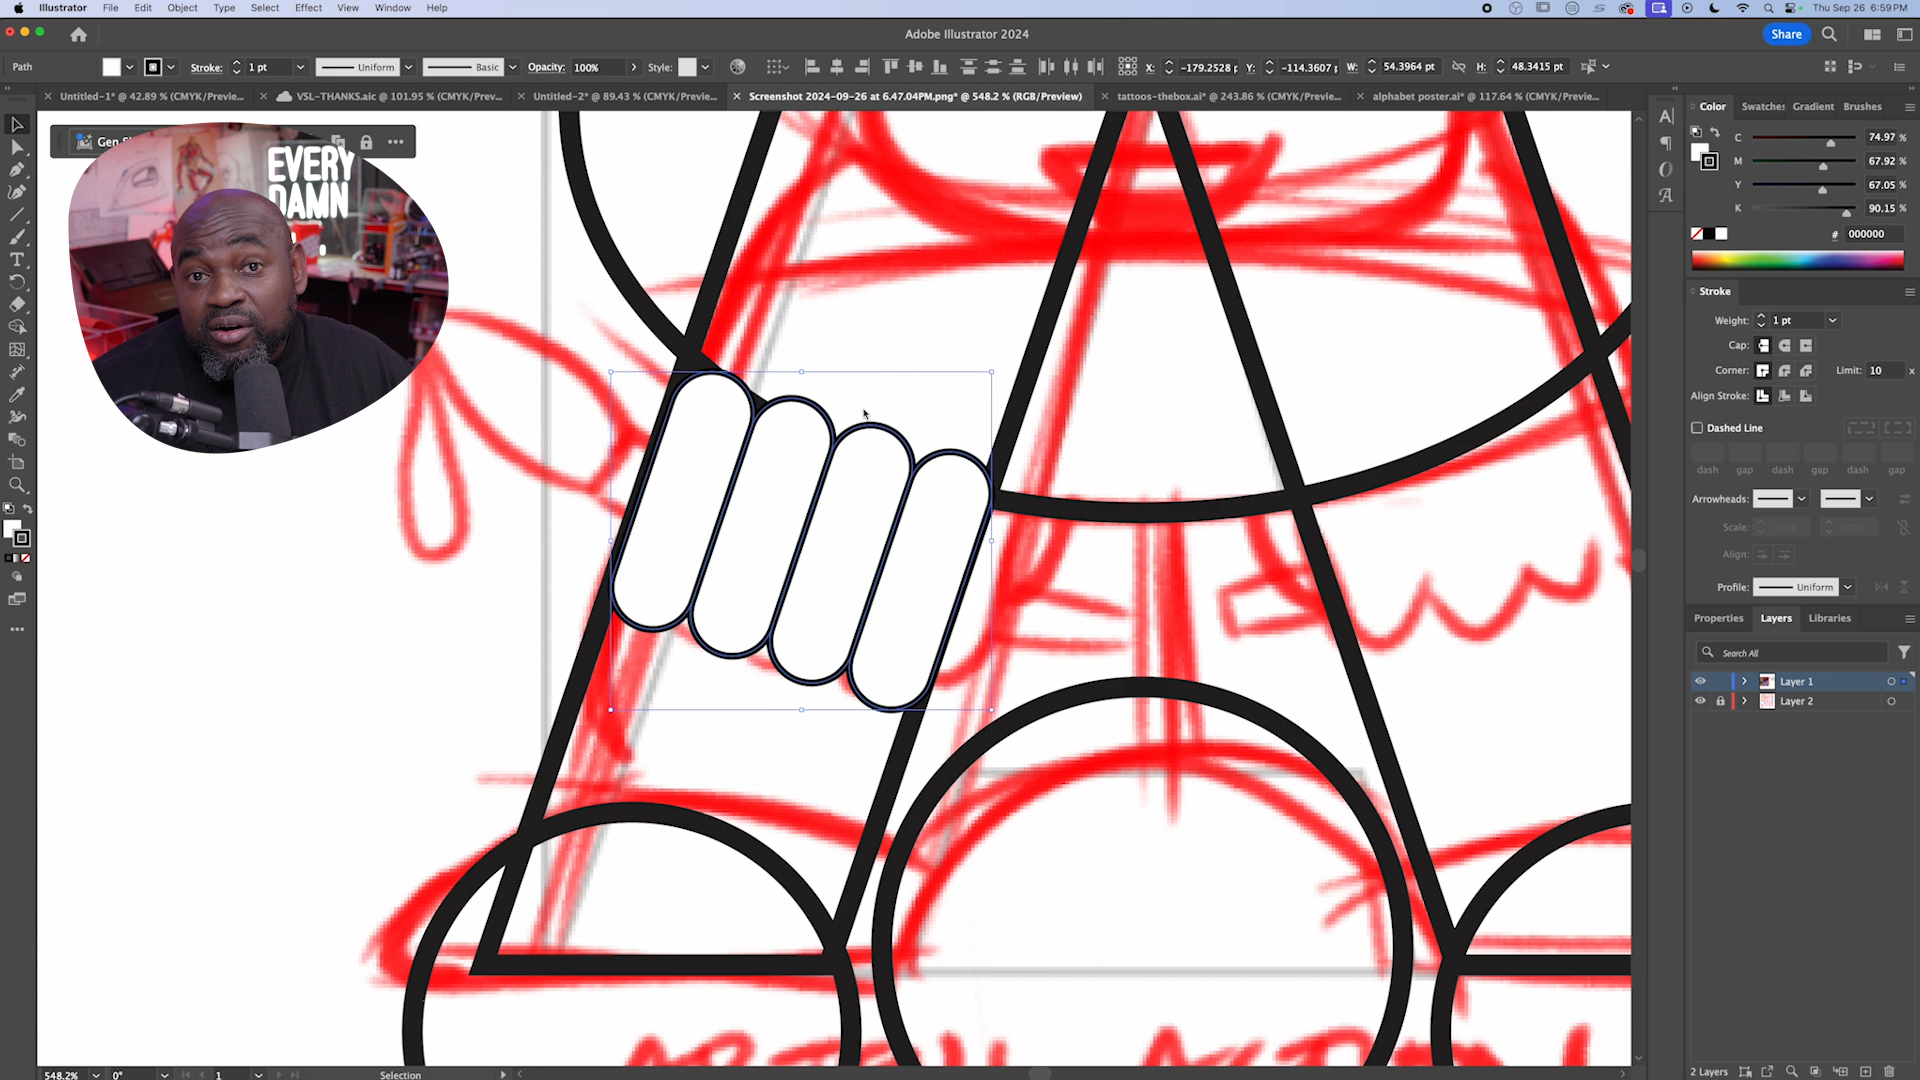 Illustrator File Edit Object Type Select Effect View Window Help
Thu Sep 26 6:59PM
Adobe Illustrator 2024
Share
Path
Stroke: 1 pt Uniform Basic Opacity: 100% Style:
X: -179.2528 p Y: -114.3607 p W: 54.3964 pt H: 48.3415 pt
Untitled-1* @ 42.89 % (CMYK/Previe...
VSL-THANKS.aic @ 101.95 % (CMYK/Prev...
Untitled-2* @ 89.43 % (CMYK/Previe...
Screenshot 2024-09-26 at 6.47.04PM.png* @ 548.2 % (RGB/Preview)
tattoos-thebox.ai* @ 243.86 % (CMYK/Previe...
alphabet poster.ai* @ 117.64 % (CMYK/Previe...
Gen
EVERY
DAMN
Color Swatches Gradient Brushes
C 74.97 %
M 67.92 %
Y 67.05 %
K 90.15 %
# 000000
Stroke
Weight: 1 pt
Cap:
Corner: Limit: 10 x
Align Stroke:
Dashed Line
dash gap dash gap dash gap
Arrowheads:
Scale: 100% 100%
Align:
Profile: Uniform
Properties Layers Libraries
Search All
Layer 1
Layer 2
2 Layers
548.2% 0° 1 Selection